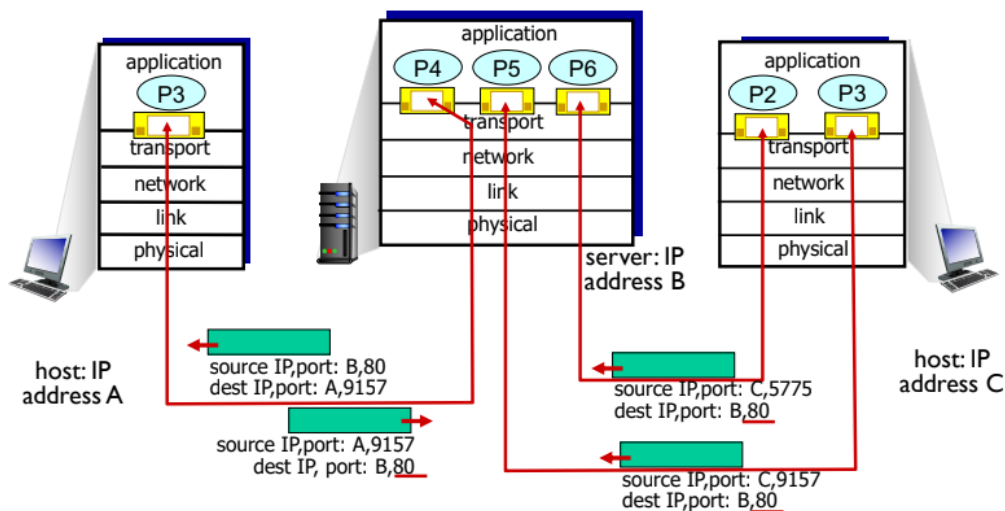 application
P3
transport
network
link
physical
host: IP
address A
application
P4
P5
P6
transport
network
link
physical
server: IP
address B
application
P2
P3
transport
network
link
physical
host: IP
address C
source IP,port: B,80
dest IP,port: A,9157
source IP,port: A,9157
dest IP, port: B,80
source IP,port: C,5775
dest IP,port: B,80
source IP,port: C,9157
dest IP,port: B,80